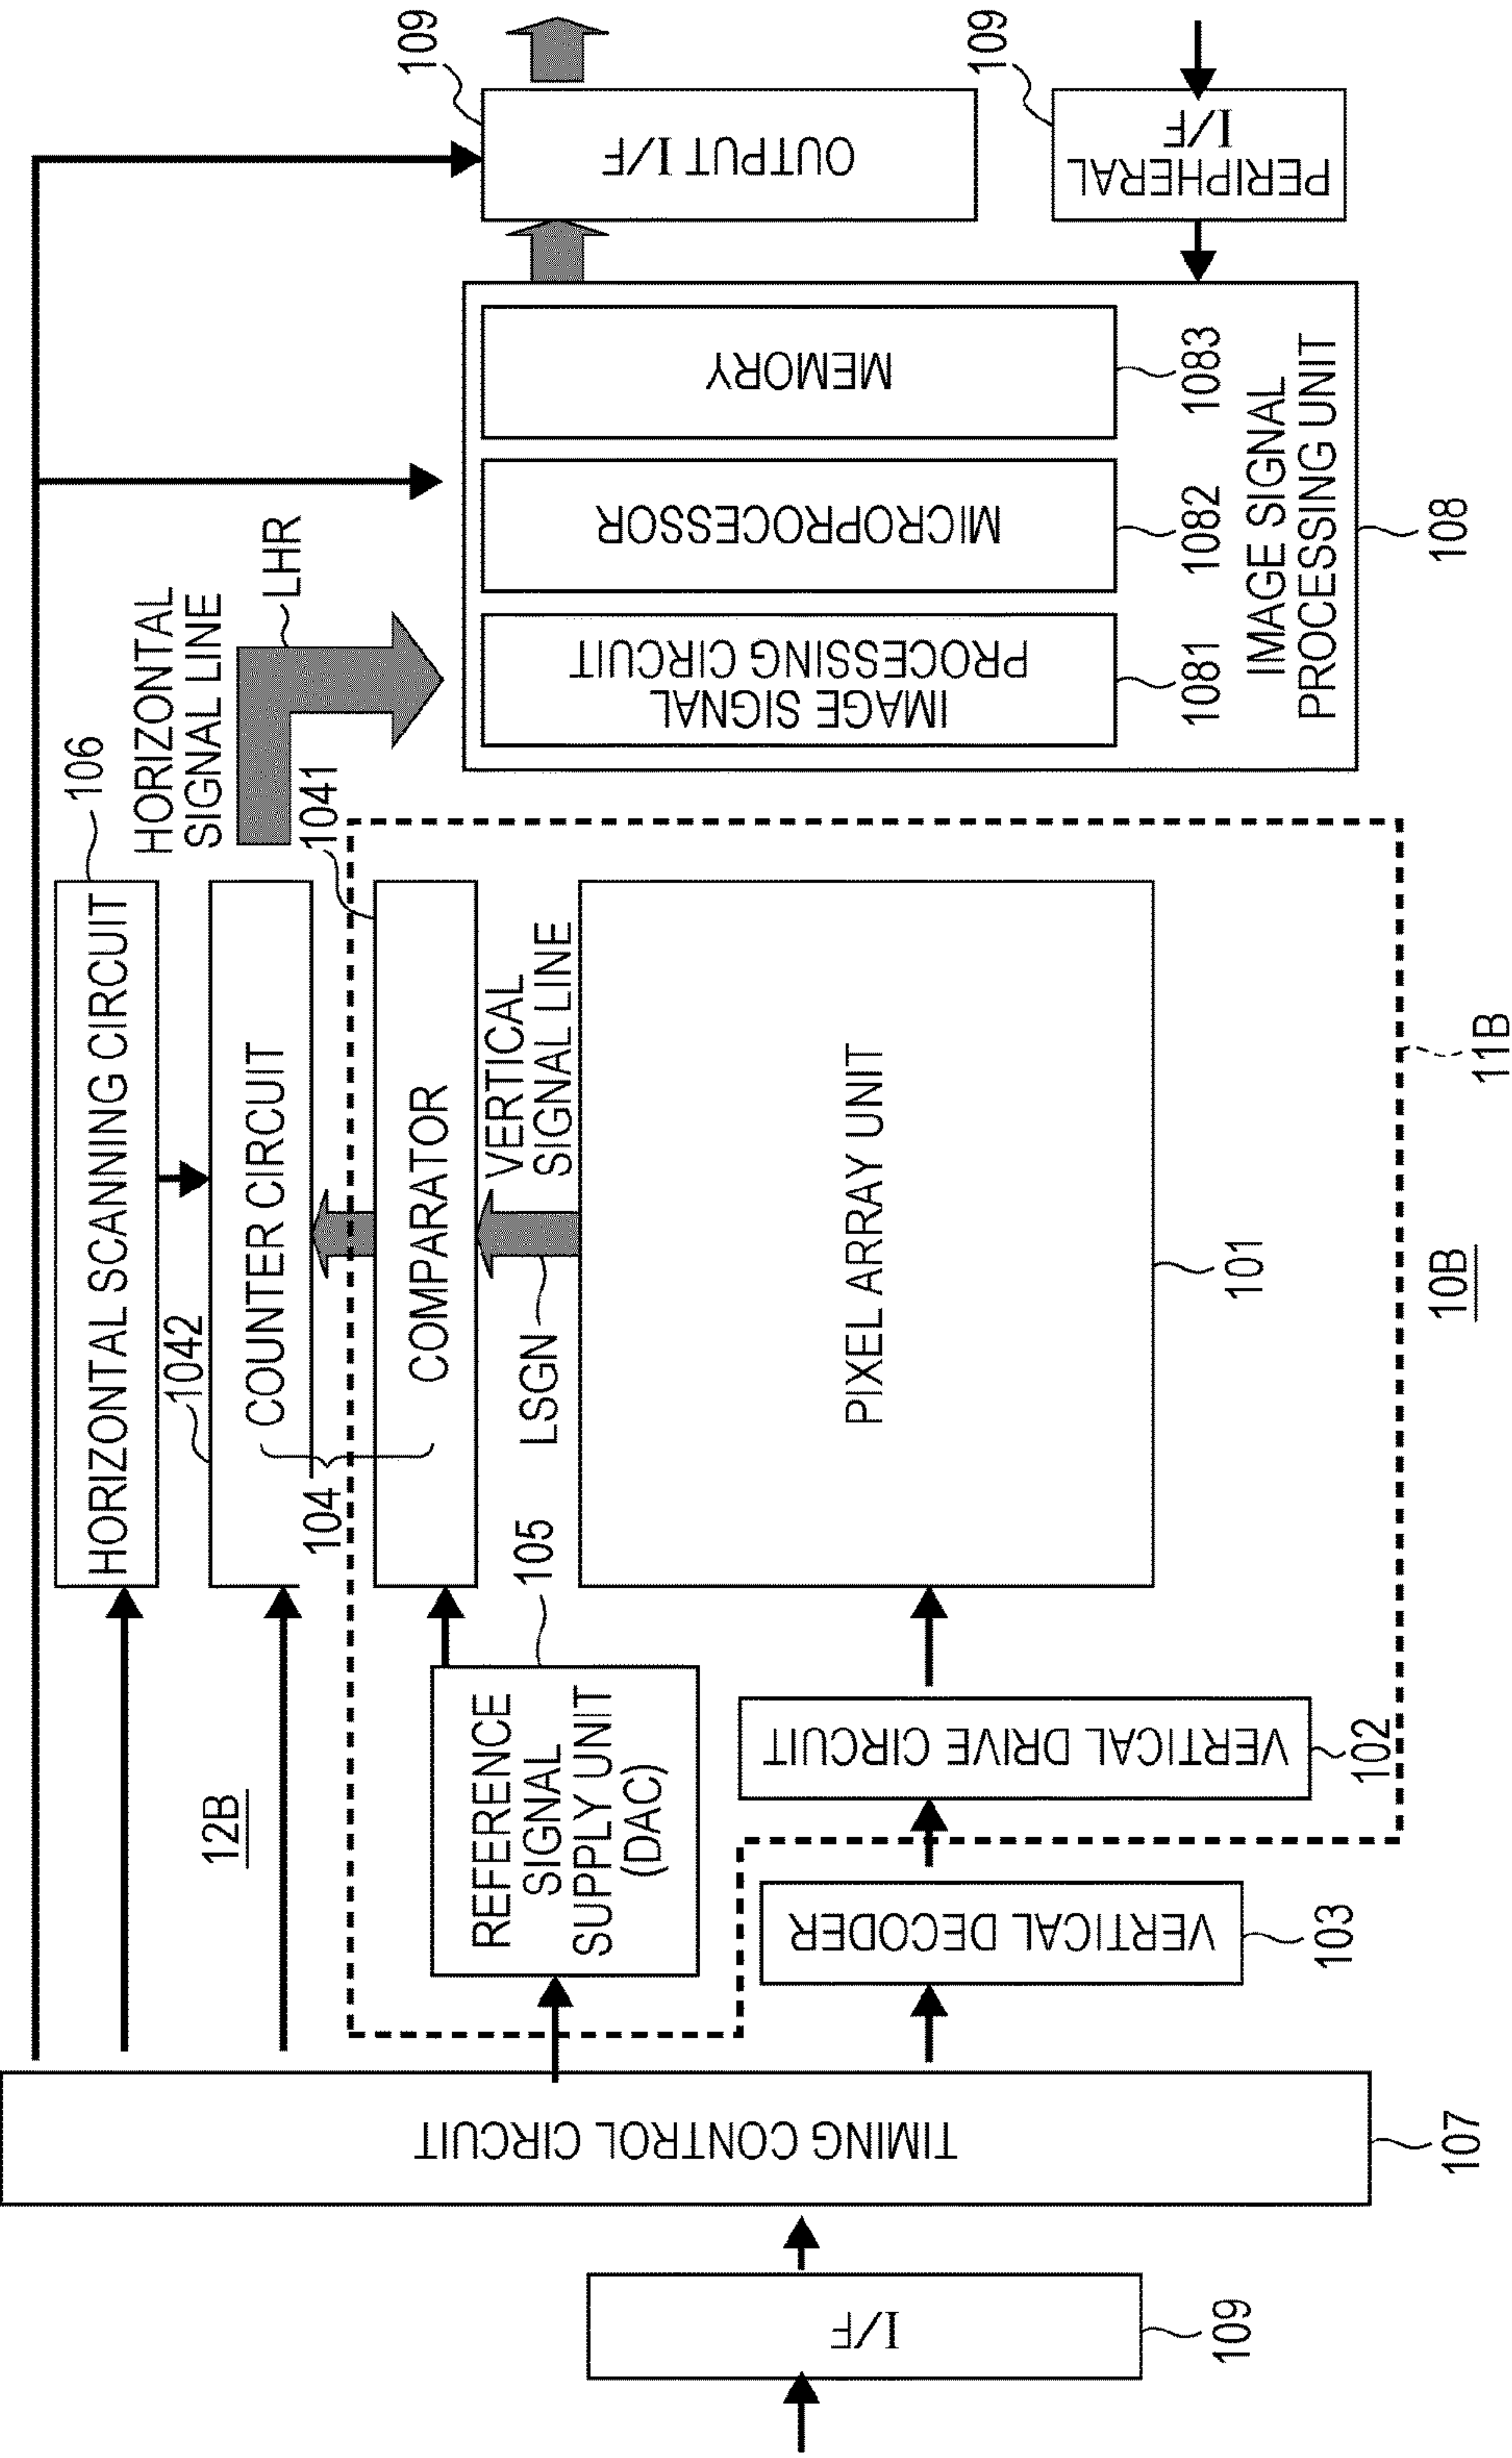 HORIZONTAL SCANNING CIRCUIT
106
HORIZONTAL
SIGNAL LINE
LHR
109
OUTPUT I/F
12B
1042
COUNTER CIRCUIT
1041
104
COMPARATOR
REFERENCE
SIGNAL
SUPPLY UNIT
(DAC)
105
LSGN
VERTICAL
SIGNAL LINE
PIXEL ARRAY UNIT
101
TIMING CONTROL CIRCUIT
107
I/F
109
VERTICAL DECODER
103
VERTICAL DRIVE CIRCUIT
102
IMAGE SIGNAL
PROCESSING CIRCUIT
1081
MICROPROCESSOR
1082
MEMORY
1083
IMAGE SIGNAL
PROCESSING UNIT
108
PERIPHERAL
I/F
109
10B
11B